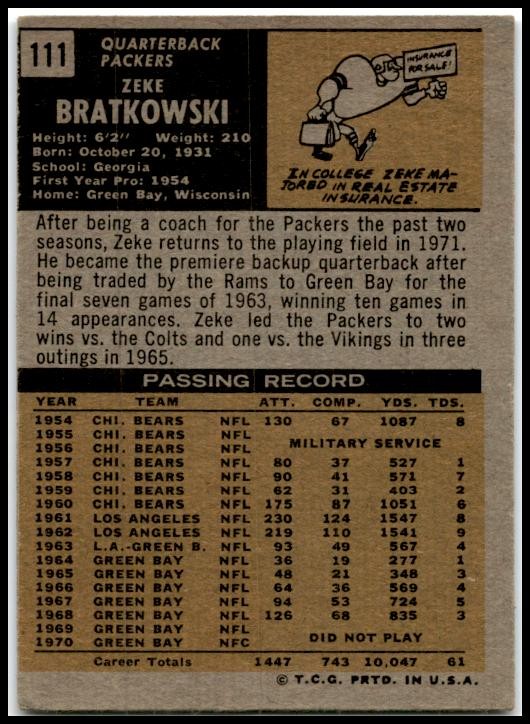 111
QUARTERBACK
PACKERS
ZEKE
BRATKOWSKI
Height: 6'2" Weight: 210
Born: October 20, 1931
School: Georgia
First Year Pro: 1954
Home: Green Bay, Wisconsin
INSURANCE
FOR SALE!
IN COLLEGE ZEKE MA-
JORED IN REAL ESTATE
INSURANCE.
After being a coach for the Packers the past two
seasons, Zeke returns to the playing field in 1971.
He became the premiere backup quarterback after
being traded by the Rams to Green Bay for the
final seven games of 1963, winning ten games in
14 appearances. Zeke led the Packers to two
wins vs. the Colts and one vs. the Vikings in three
outings in 1965.
PASSING RECORD
YEAR TEAM ATT. COMP. YDS. TDS.
1954 CHI. BEARS NFL 130 67 1087 8
1955 CHI. BEARS NFL
1956 CHI. BEARS NFL MILITARY SERVICE
1957 CHI. BEARS NFL 80 37 527 1
1958 CHI. BEARS NFL 90 41 571 7
1959 CHI. BEARS NFL 62 31 403 2
1960 CHI. BEARS NFL 175 87 1051 6
1961 LOS ANGELES NFL 230 124 1547 8
1962 LOS ANGELES NFL 219 110 1541 9
1963 L.A.-GREEN B. NFL 93 49 567 4
1964 GREEN BAY NFL 36 19 277 1
1965 GREEN BAY NFL 48 21 348 3
1966 GREEN BAY NFL 64 36 569 4
1967 GREEN BAY NFL 94 53 724 5
1968 GREEN BAY NFL 126 68 835 3
1969 GREEN BAY NFL
1970 GREEN BAY NFC DID NOT PLAY
Career Totals 1447 743 10,047 61
© T.C.G. PRTD. IN U.S.A.